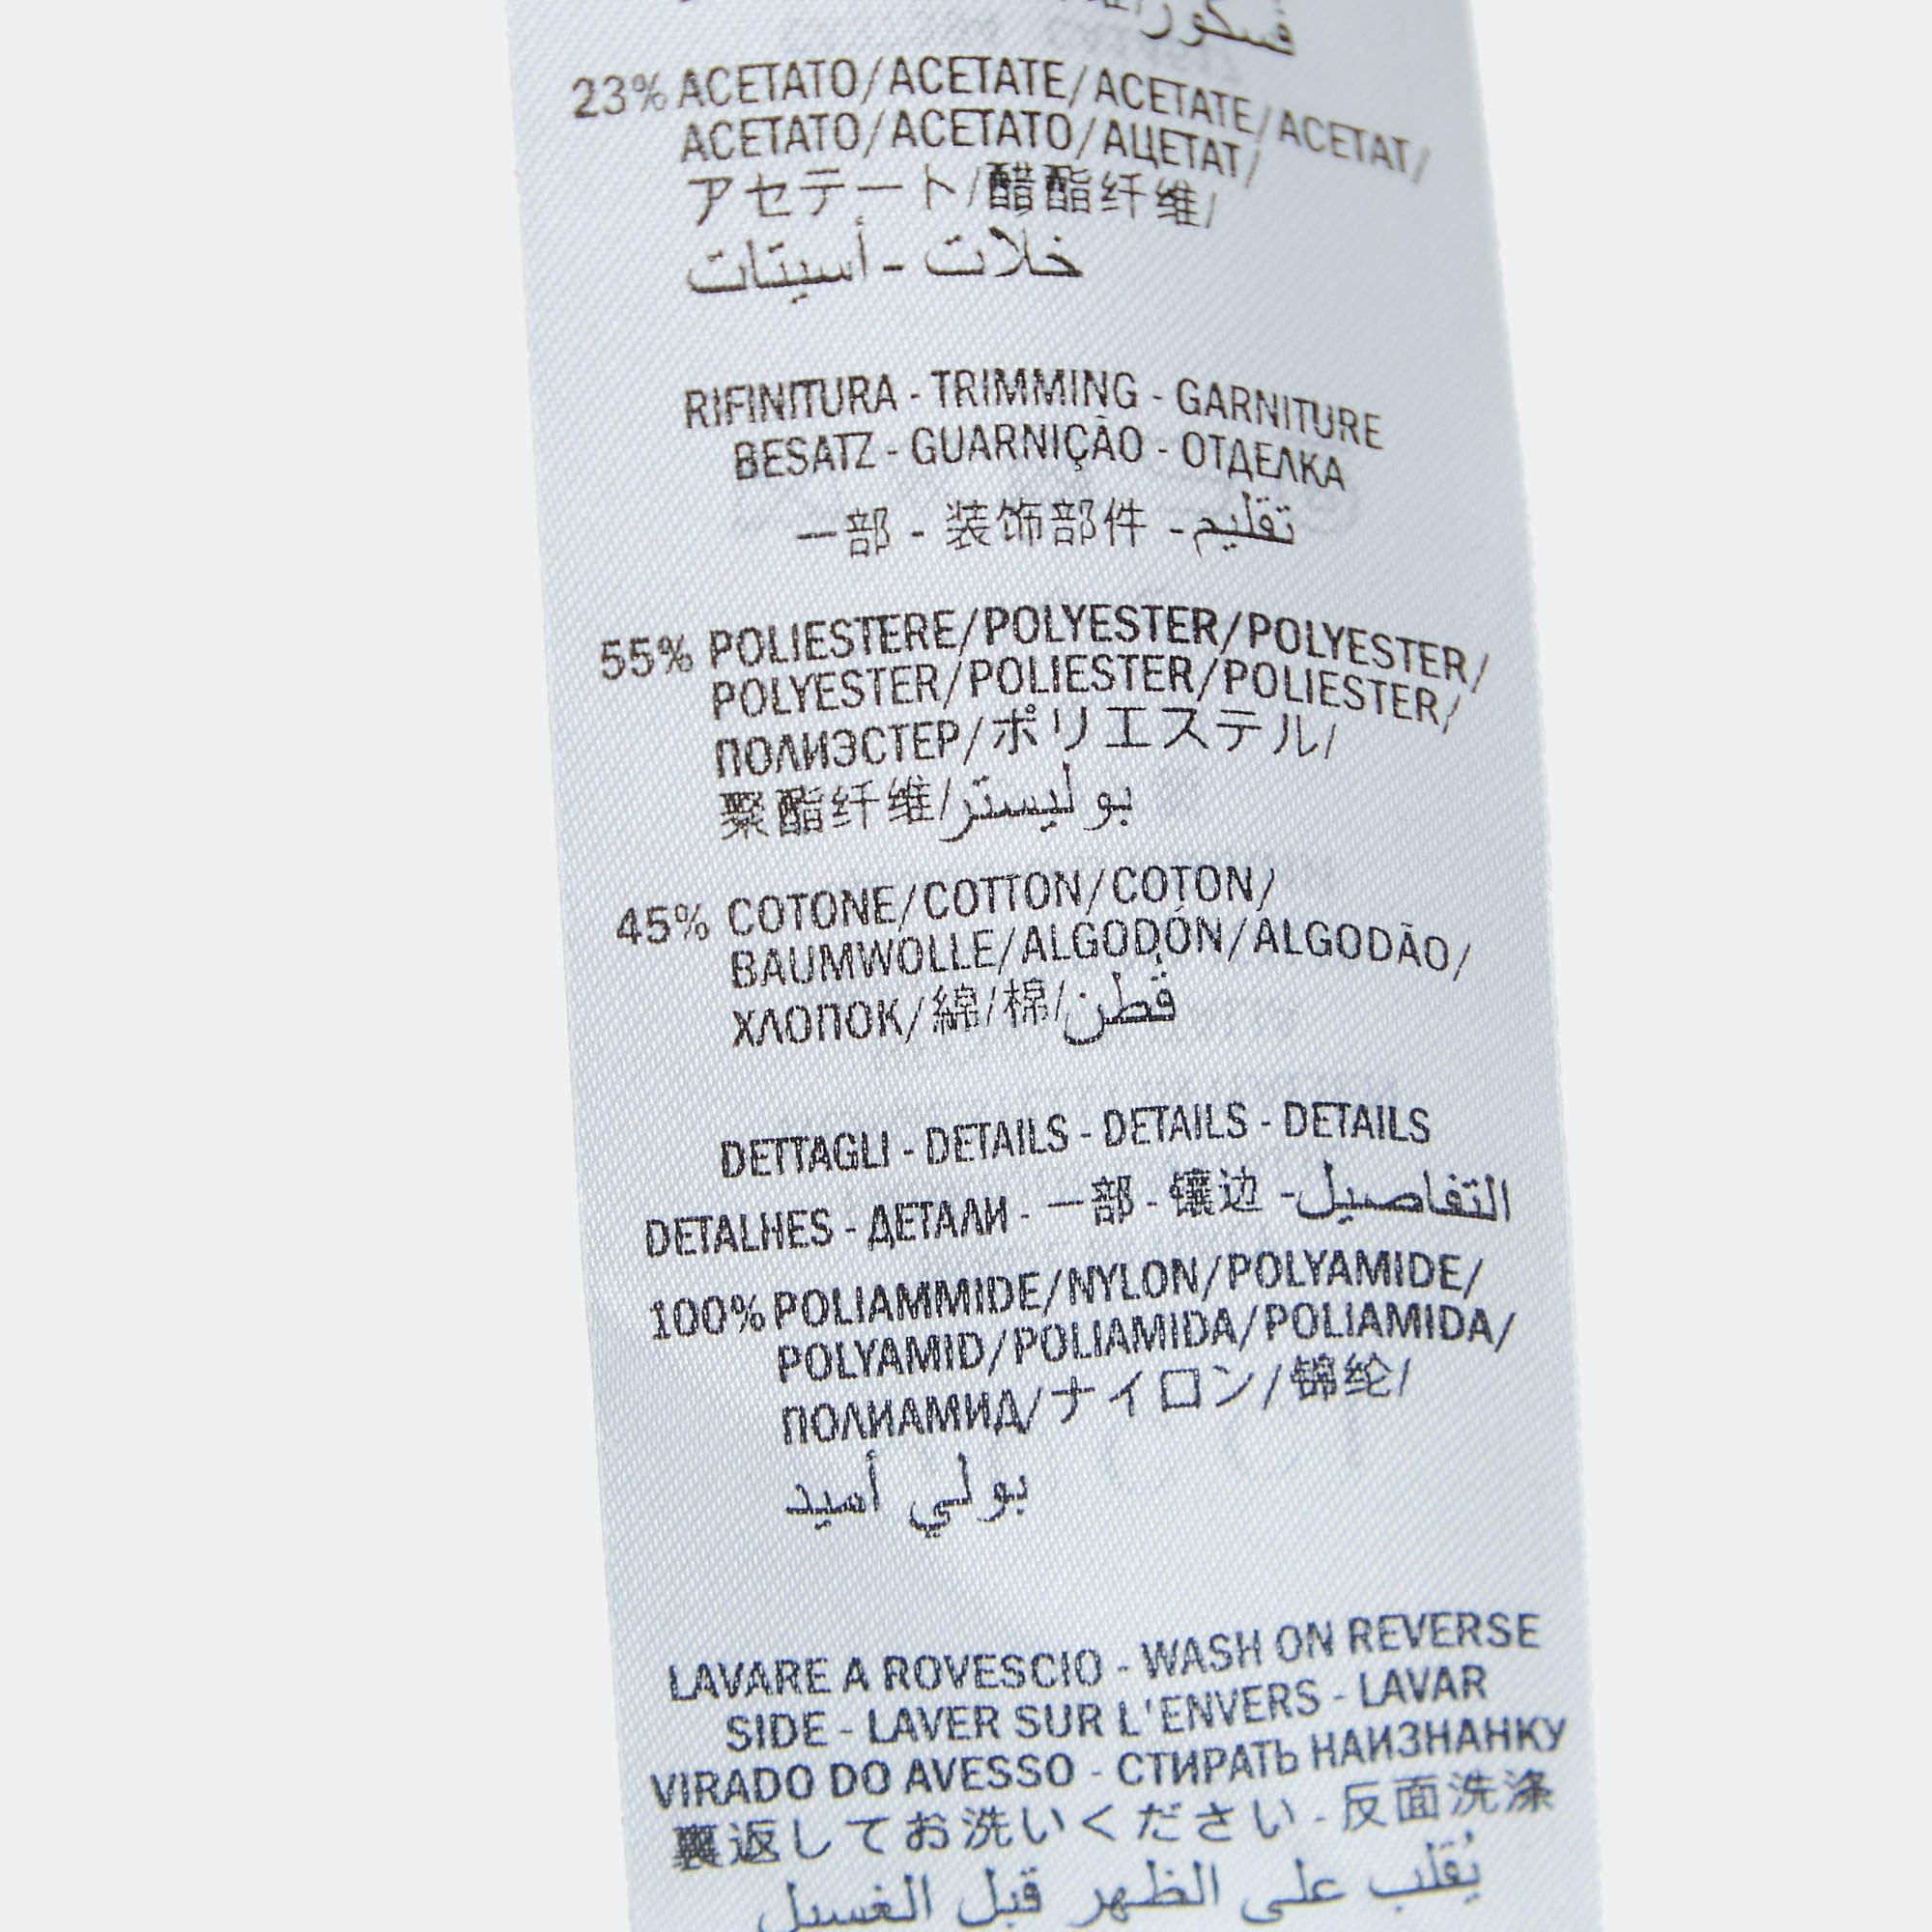 فسكوز
23% ACETATO/ACETATE/ACETATE/ACETAT/
ACETATO/ACETATO/АЦЕТАТ/
アセテート/醋酯纤维/
خلات - أسيتات
RIFINITURA - TRIMMING - GARNITURE
BESATZ - GUARNIÇÃO - ОТДЕЛКА
一部 - 装饰部件 - تقليم
55% POLIESTERE/POLYESTER/POLYESTER/
POLYESTER/POLIESTER/POLIESTER/
ПОЛИЭСТЕР/ポリエステル/
聚酯纤维/بوليستر
45% COTONE/COTTON/COTON/
BAUMWOLLE/ALGODÓN/ALGODÃO/
ХЛОПОК/綿/棉/قُطن
DETTAGLI - DETAILS - DETAILS - DETAILS
DETALHES - ДЕТАЛИ - 一部 - 镶边 - التفاصيل
100% POLIAMMIDE/NYLON/POLYAMIDE/
POLYAMID/POLIAMIDA/POLIAMIDA/
ПОЛИАМИД/ナイロン/锦纶/
بولي أميد
LAVARE A ROVESCIO - WASH ON REVERSE
SIDE - LAVER SUR L'ENVERS - LAVAR
VIRADO DO AVESSO - СТИРАТЬ НАИЗНАНКУ
裏返してお洗いください - 反面洗涤
يُقلب على الظهر قبل الغسيل